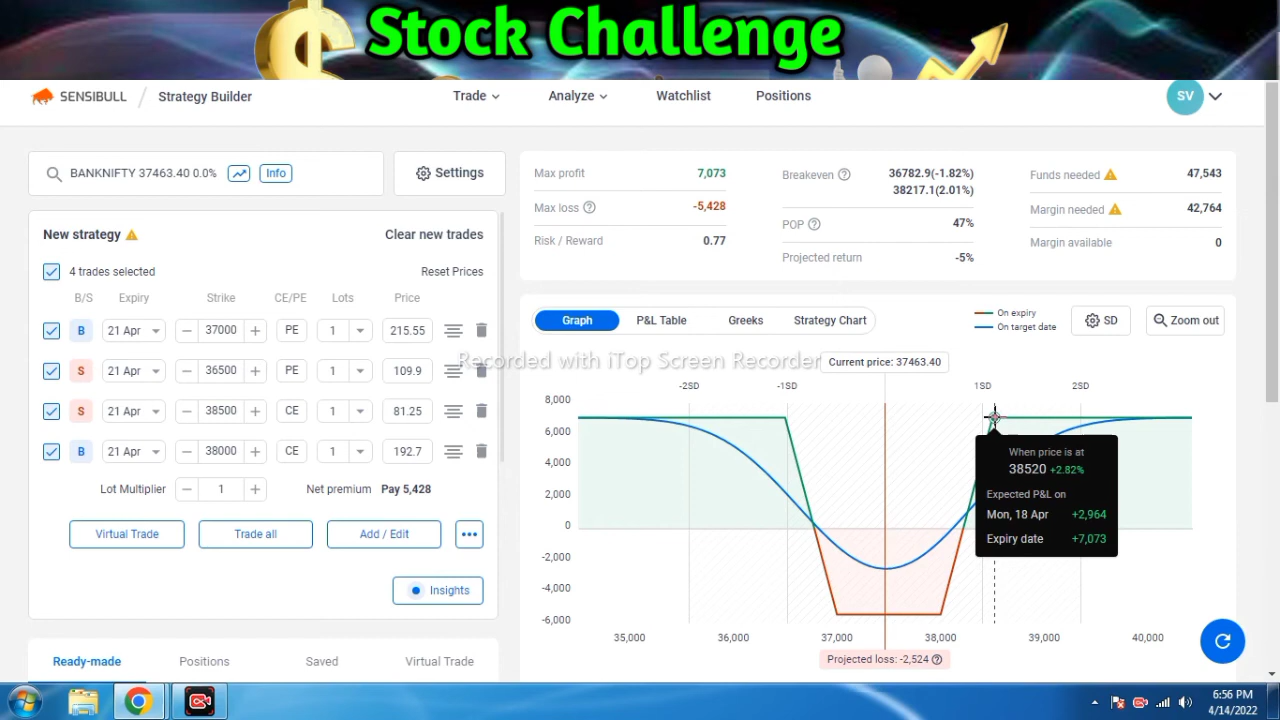 Stock Challenge
SENSIBULL / Strategy Builder
Trade
Analyze
Watchlist
Positions
SV
BANKNIFTY 37463.40 0.0%
Info
Settings
New strategy
Clear new trades
4 trades selected
Reset Prices
B/S Expiry Strike CE/PE Lots Price
B 21 Apr − 37000 + PE 1 215.55
S 21 Apr − 36500 + PE 1 109.9
S 21 Apr − 38500 + CE 1 81.25
B 21 Apr − 38000 + CE 1 192.7
Lot Multiplier − 1 + Net premium Pay 5,428
Virtual Trade
Trade all
Add / Edit
Insights
Ready-made
Positions
Saved
Virtual Trade
Max profit 7,073
Max loss -5,428
Risk / Reward 0.77
Breakeven 36782.9(-1.82%)
38217.1(2.01%)
POP 47%
Projected return -5%
Funds needed 47,543
Margin needed 42,764
Margin available 0
Graph
P&L Table
Greeks
Strategy Chart
On expiry
On target date
SD
Zoom out
Recorded with iTop Screen Recorder
Current price: 37463.40
-2SD -1SD 1SD 2SD
8,000
6,000
4,000
2,000
0
-2,000
-4,000
-6,000
When price is at
38520 +2.82%
Expected P&L on
Mon, 18 Apr +2,964
Expiry date +7,073
35,000 36,000 37,000 38,000 39,000 40,000
Projected loss: -2,524
6:56 PM
4/14/2022